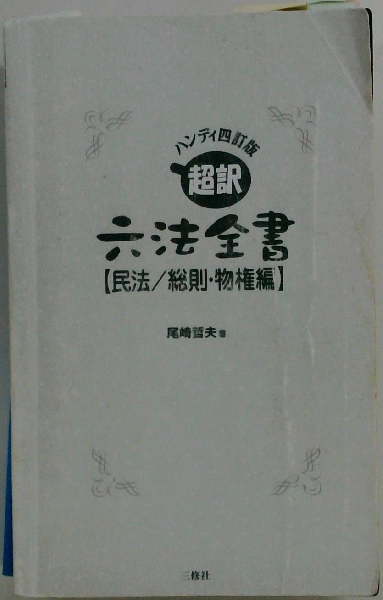 ハンディ四訂版
超訳
六法全書
【民法／総則・物権編】
尾崎哲夫 著
三修社